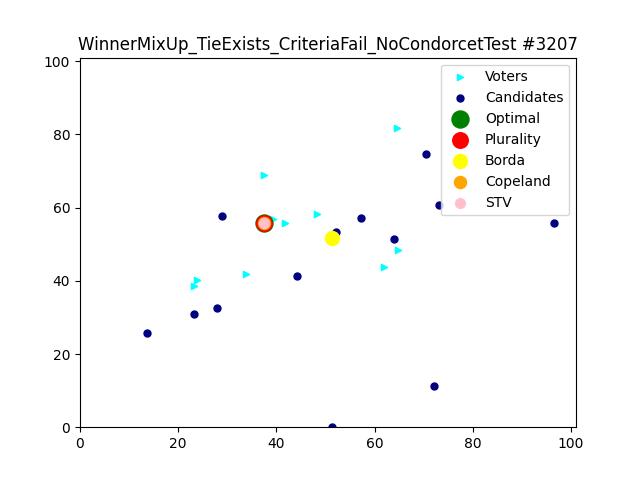 WinnerMixUp_TieExists_CriteriaFail_NoCondorcetTest #3207
100
80
60
40
20
0
0
20
40
60
80
100
Voters
Candidates
Optimal
Plurality
Borda
Copeland
STV